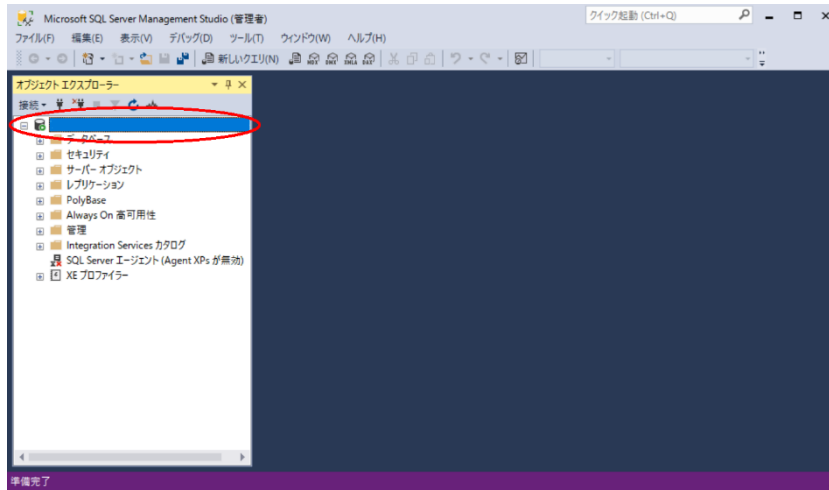 Microsoft SQL Server Management Studio (管理者)
クイック起動 (Ctrl+Q)
ファイル(F) 編集(E) 表示(V) デバッグ(D) ツール(T) ウィンドウ(W) ヘルプ(H)
新しいクエリ(N)
オブジェクト エクスプローラー
接続
データベース
セキュリティ
サーバー オブジェクト
レプリケーション
PolyBase
Always On 高可用性
管理
Integration Services カタログ
SQL Server エージェント (Agent XPs が無効)
XE プロファイラー
準備完了